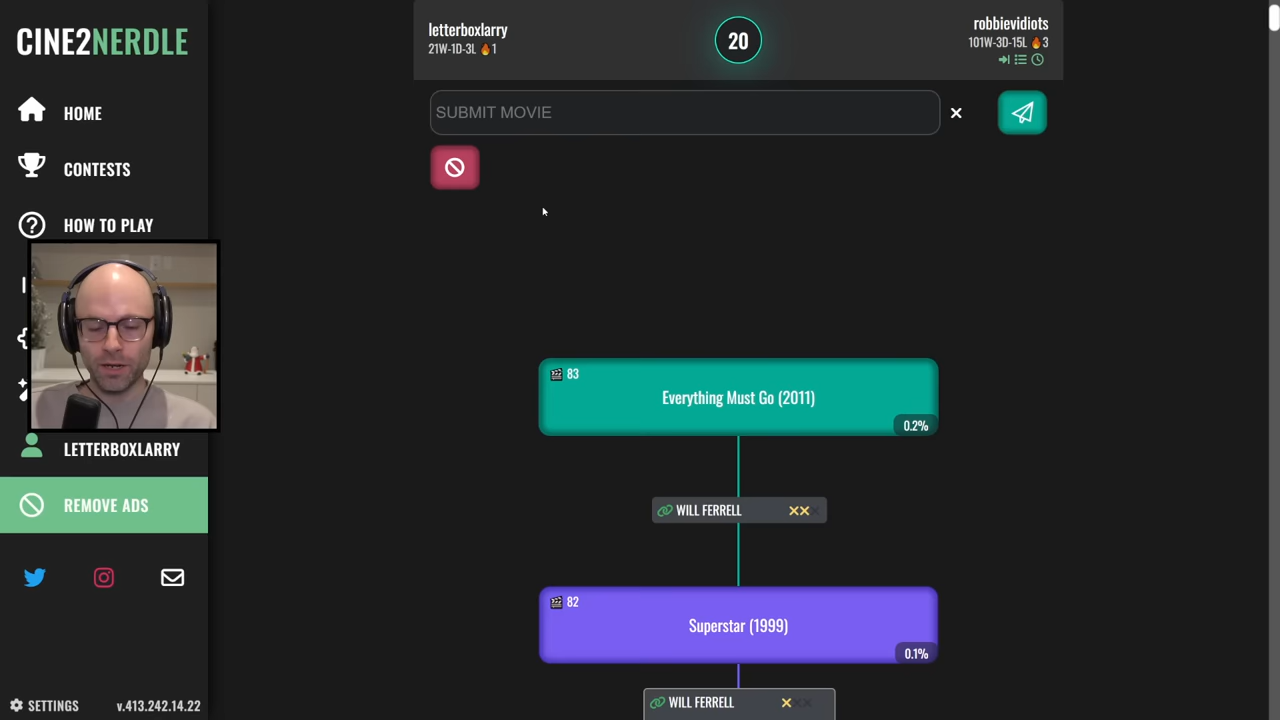 CINE2NERDLE
HOME
CONTESTS
HOW TO PLAY
LETTERBOXLARRY
REMOVE ADS
SETTINGS
v.413.242.14.22
letterboxlarry
21W-1D-3L 🔥1
20
robbievidiots
101W-3D-15L 🔥3
SUBMIT MOVIE
83
Everything Must Go (2011)
0.2%
WILL FERRELL
82
Superstar (1999)
0.1%
WILL FERRELL